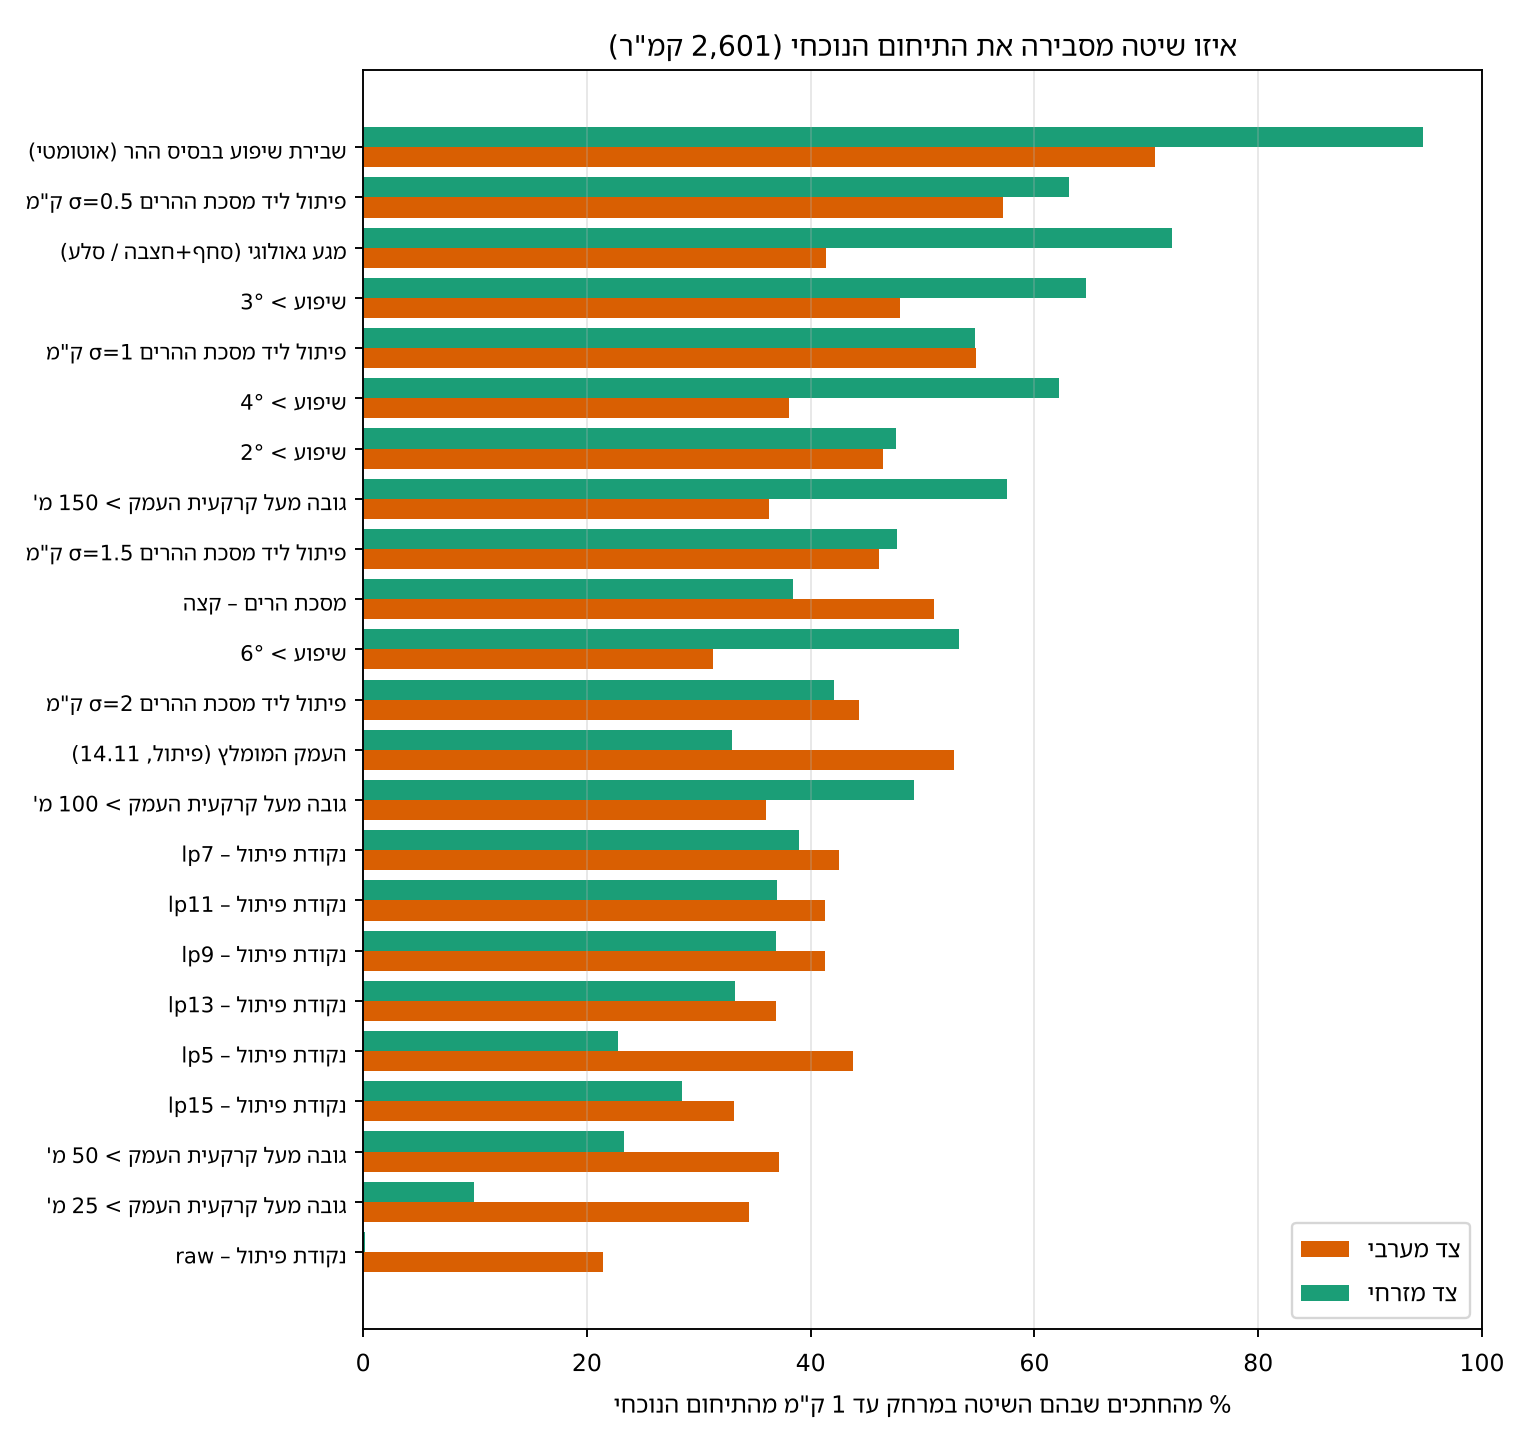 איזו שיטה מסבירה את התיחום הנוכחי (2,601 קמ"ר)
שבירת שיפוע בבסיס ההר (אוטומטי)
פיתול ליד מסכת ההרים σ=0.5 ק"מ
מגע גאולוגי (סחף+חצבה / סלע)
שיפוע > 3°
פיתול ליד מסכת ההרים σ=1 ק"מ
שיפוע > 4°
שיפוע > 2°
גובה מעל קרקעית העמק > 150 מ'
פיתול ליד מסכת ההרים σ=1.5 ק"מ
מסכת הרים – קצה
שיפוע > 6°
פיתול ליד מסכת ההרים σ=2 ק"מ
העמק המומלץ (פיתול, 14.11)
גובה מעל קרקעית העמק > 100 מ'
נקודת פיתול – lp7
נקודת פיתול – lp11
נקודת פיתול – lp9
נקודת פיתול – lp13
נקודת פיתול – lp5
נקודת פיתול – lp15
גובה מעל קרקעית העמק > 50 מ'
גובה מעל קרקעית העמק > 25 מ'
נקודת פיתול – raw
צד מערבי
צד מזרחי
0 20 40 60 80 100
% מהחתכים שבהם השיטה במרחק עד 1 ק"מ מהתיחום הנוכחי